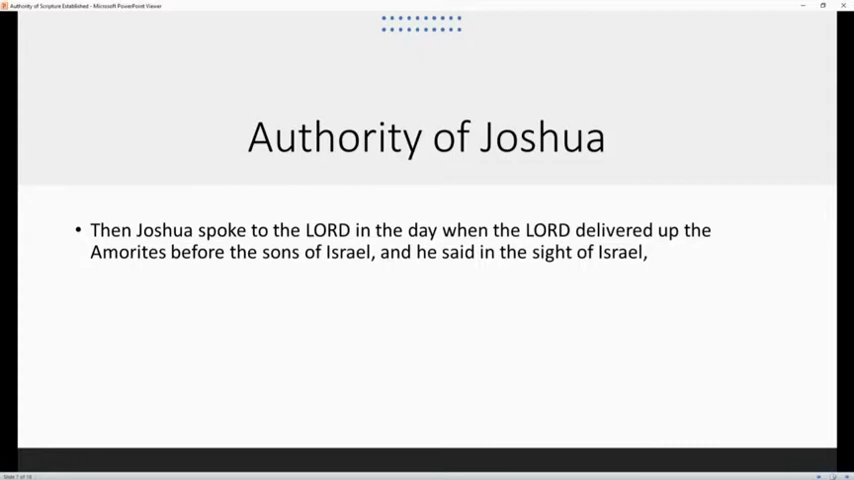 Authority of Scripture Established - Microsoft PowerPoint Viewer
Authority of Joshua
• Then Joshua spoke to the LORD in the day when the LORD delivered up the
Amorites before the sons of Israel, and he said in the sight of Israel,